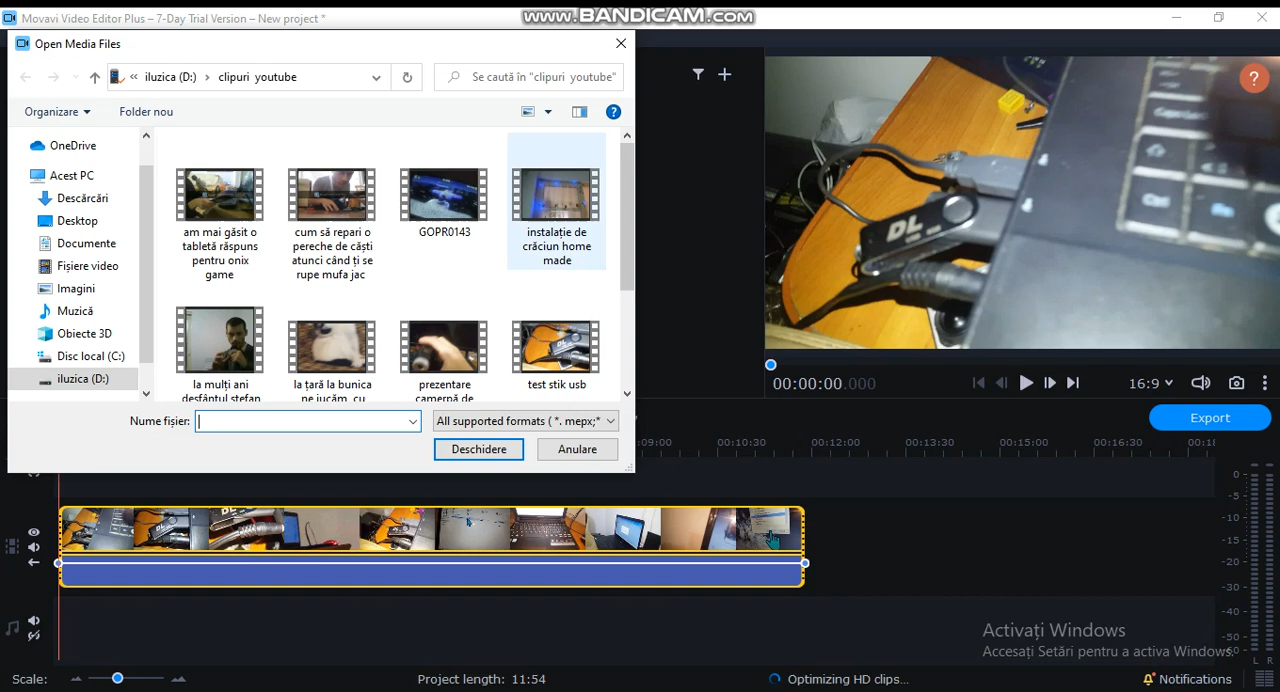 www.BANDICAM.com
Movavi Video Editor Plus – 7-Day Trial Version – New project *
Open Media Files
« iluzica (D:) › clipuri youtube
Se caută în "clipuri youtube"
Organizare
Folder nou
OneDrive
Acest PC
Descărcări
Desktop
Documente
Fișiere video
Imagini
Muzică
Obiecte 3D
Disc local (C:)
iluzica (D:)
am mai găsit o
tabletă răspuns
pentru onix
game
cum să repari o
pereche de căști
atunci când ți se
rupe mufa jac
GOPR0143
instalație de
crăciun home
made
la mulți ani
desfântul ștefan
la țară la bunica
ne jucăm cu
prezentare
camerpă de
test stik usb
Nume fișier:
All supported formats ( *. mepx;*
Deschidere
Anulare
DL
Ctrl
?
00:00:00.000
16:9
Export
:09:00
00:10:30
00:12:00
00:13:30
00:15:00
00:16:30
00:18
0
-5
-10
-15
-20
-30
-40
-50
-60
L R
Activați Windows
Accesați Setări pentru a activa Windows.
Scale:
Project length: 11:54
Optimizing HD clips...
Notifications